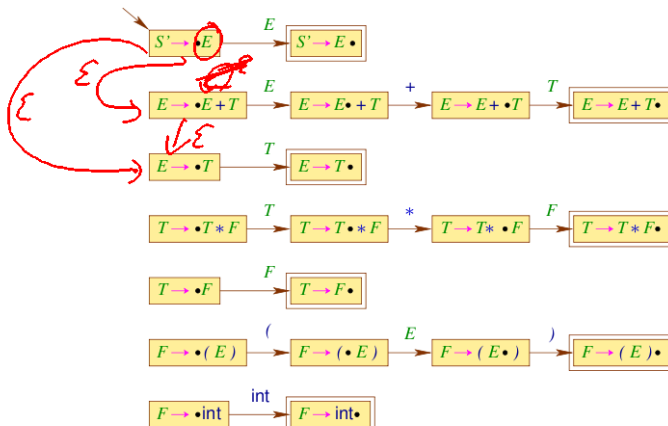 E
S' → •E S' → E•
ε
ε
E + T
E → •E+T E → E•+T E → E+•T E → E+T•
ε
T
E → •T E → T•
T * F
T → •T*F T → T•*F T → T*•F T → T*F•
F
T → •F T → F•
( E )
F → •(E) F → (•E) F → (E•) F → (E)•
int
F → •int F → int•